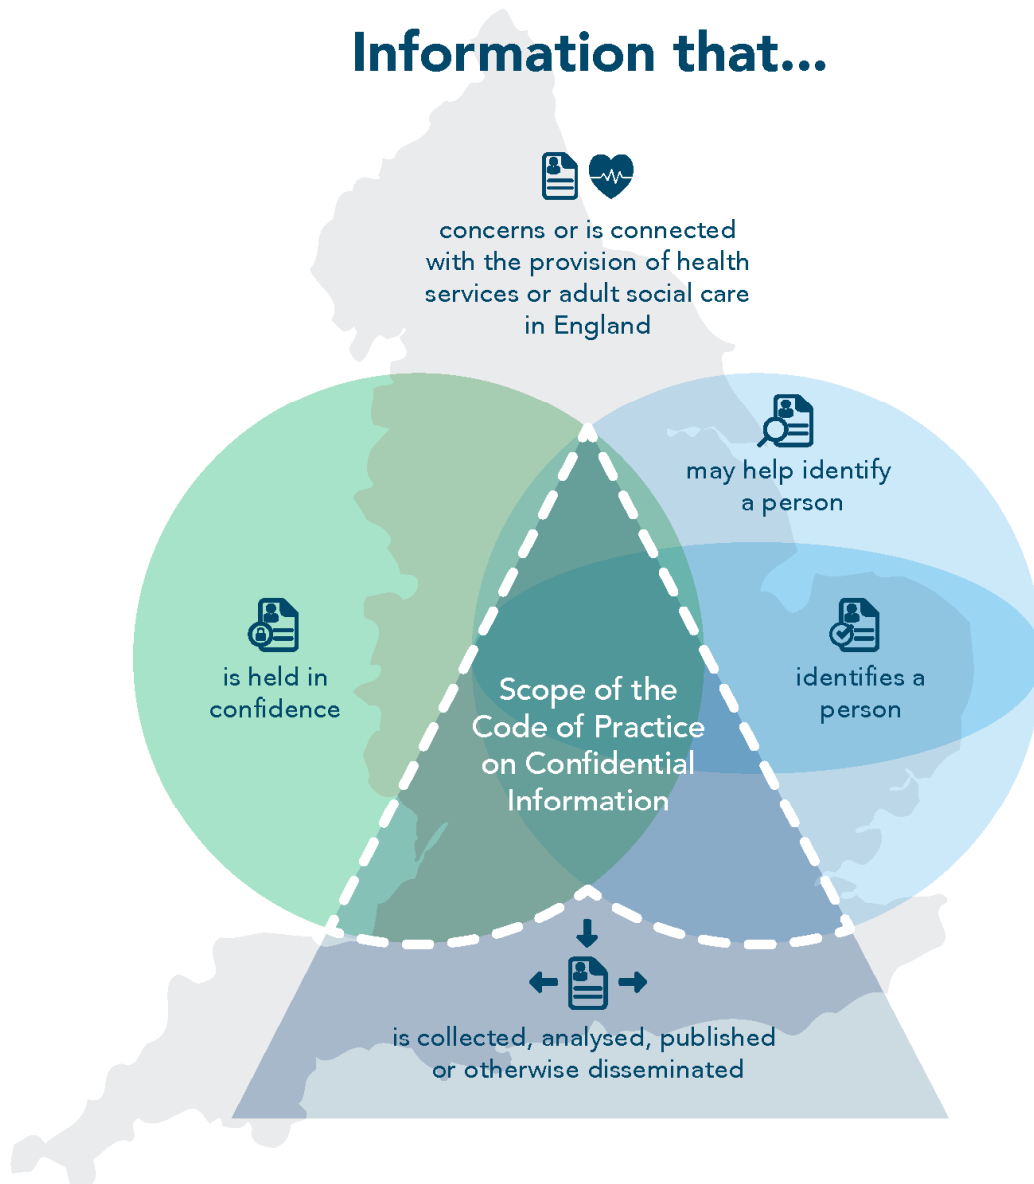 Information that...
concerns or is connected
with the provision of health
services or adult social care
in England
may help identify
a person
is held in
confidence
identifies a
person
Scope of the
Code of Practice
on Confidential
Information
is collected, analysed, published
or otherwise disseminated